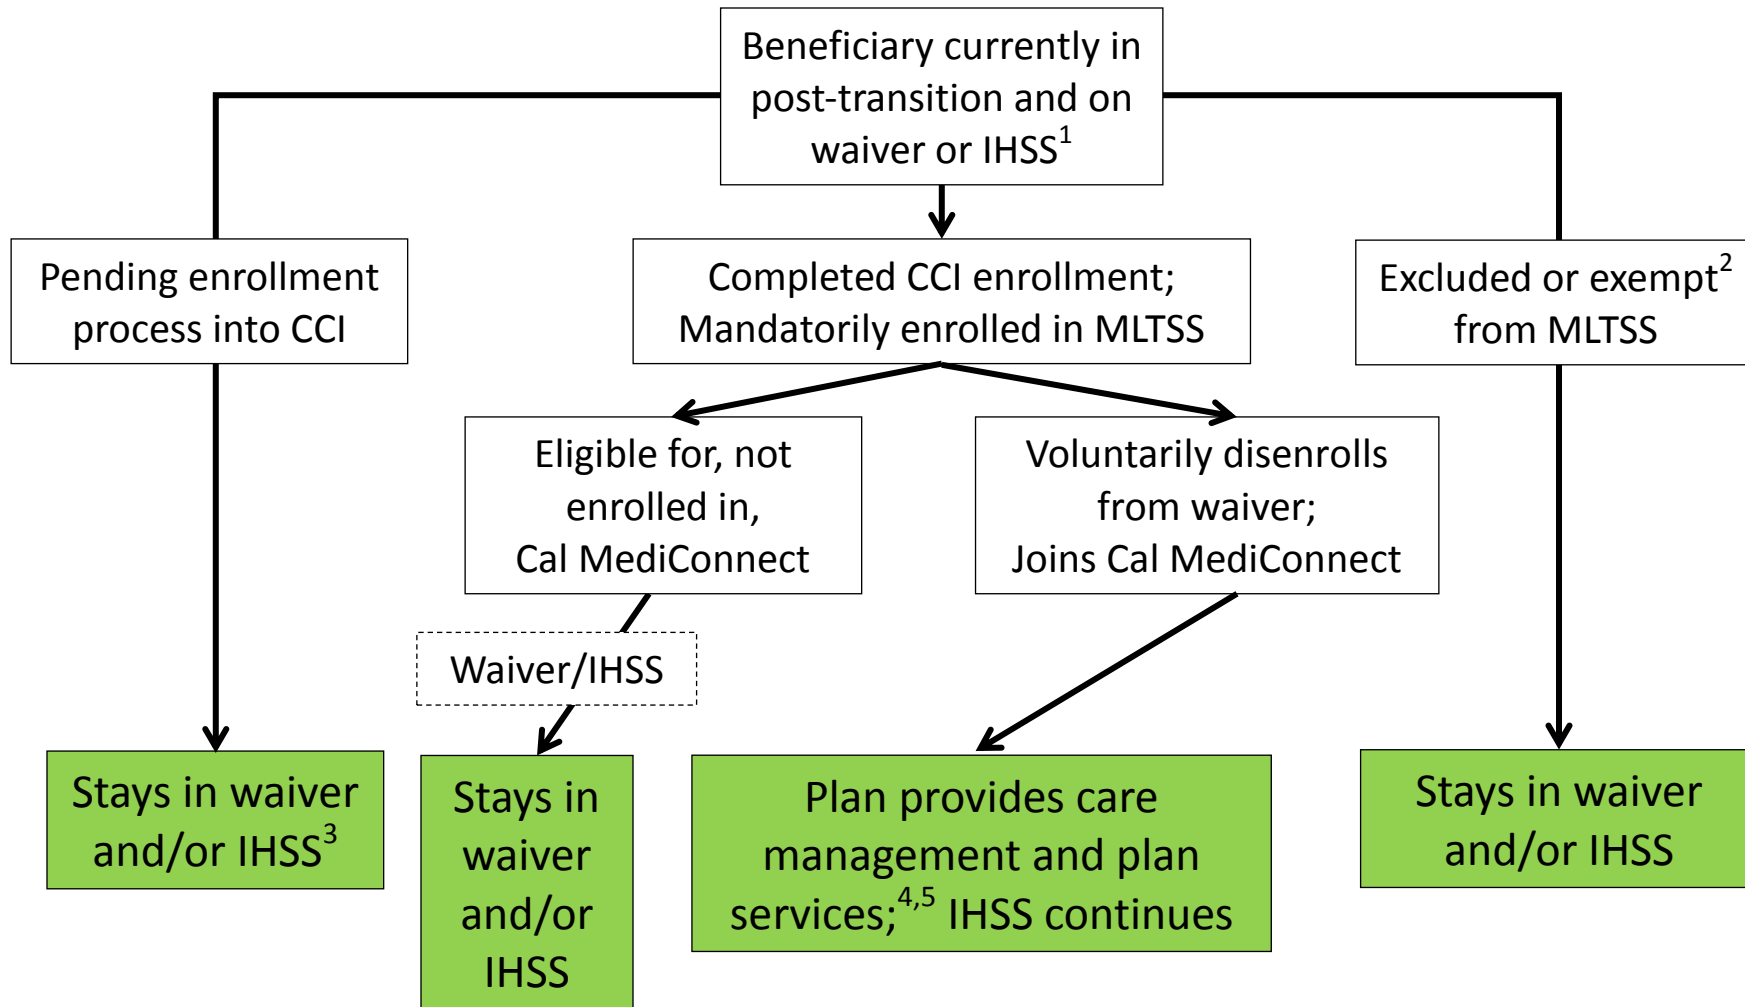 Beneficiary currently in
post-transition and on
waiver or IHSS1
Pending enrollment
process into CCI
Completed CCI enrollment;
Mandatorily enrolled in MLTSS
Excluded or exempt2
from MLTSS
Eligible for, not
enrolled in,
Cal MediConnect
Voluntarily disenrolls
from waiver;
Joins Cal MediConnect
Waiver/IHSS
Stays in waiver
and/or IHSS3
Stays in
waiver
and/or
IHSS
Plan provides care
management and plan
services;4,5 IHSS continues
Stays in waiver
and/or IHSS